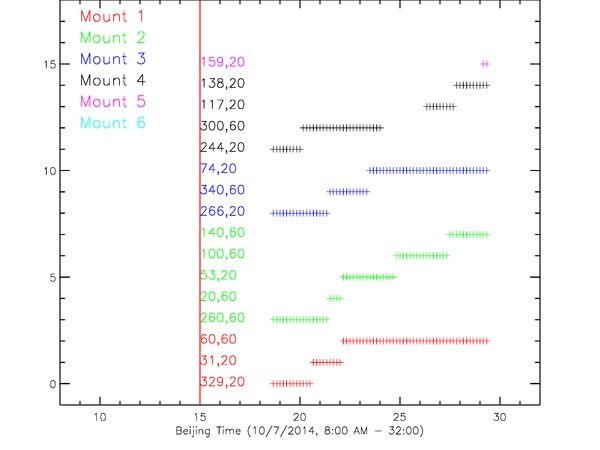 Mount 1
Mount 2
Mount 3
Mount 4
Mount 5
Mount 6
15
10
5
0
159,20
138,20
117,20
300,60
244,20
74,20
340,60
266,20
140,60
100,60
53,20
20,60
260,60
60,60
31,20
329,20
10 15 20 25 30
Beijing Time (10/7/2014, 8:00 AM − 32:00)